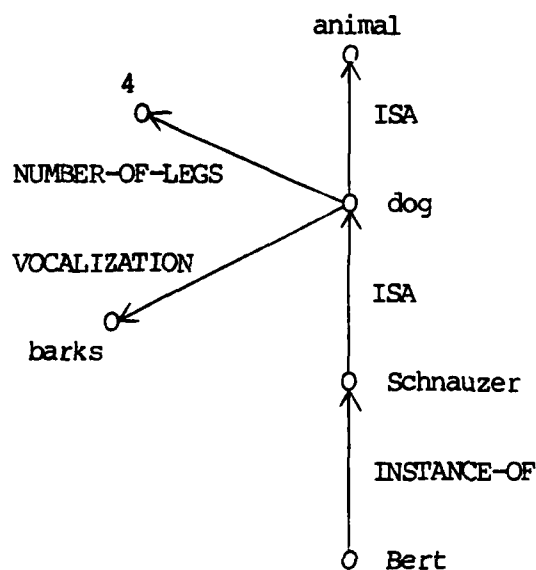 animal
4
ISA
NUMBER-OF-LEGS
dog
VOCALIZATION
ISA
barks
Schnauzer
INSTANCE-OF
Bert